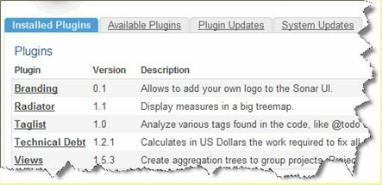 Installed Plugins Available Plugins Plugin Updates System Updates
Plugins
Plugin Version Description
Branding 0.1 Allows to add your own logo to the Sonar UI.
Radiator 1.1 Display measures in a big treemap.
Taglist 1.0 Analyze various tags found in the code, like @todo
Technical Debt 1.2.1 Calculates in US Dollars the work required to fix all
Views 1.5.3 Create aggregation trees to group projects.